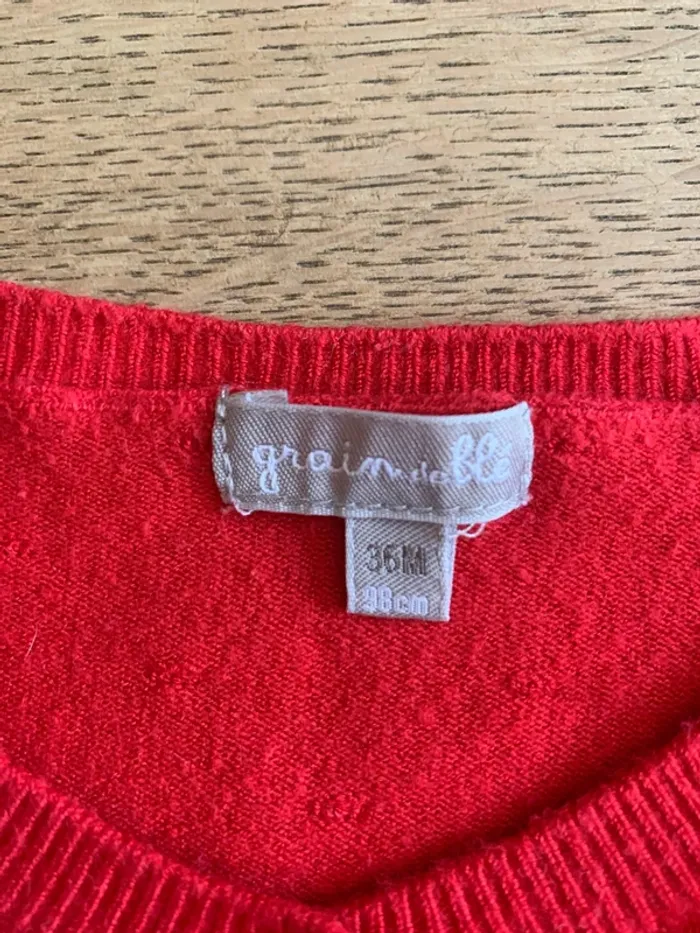 grain de blé
36M
98cm